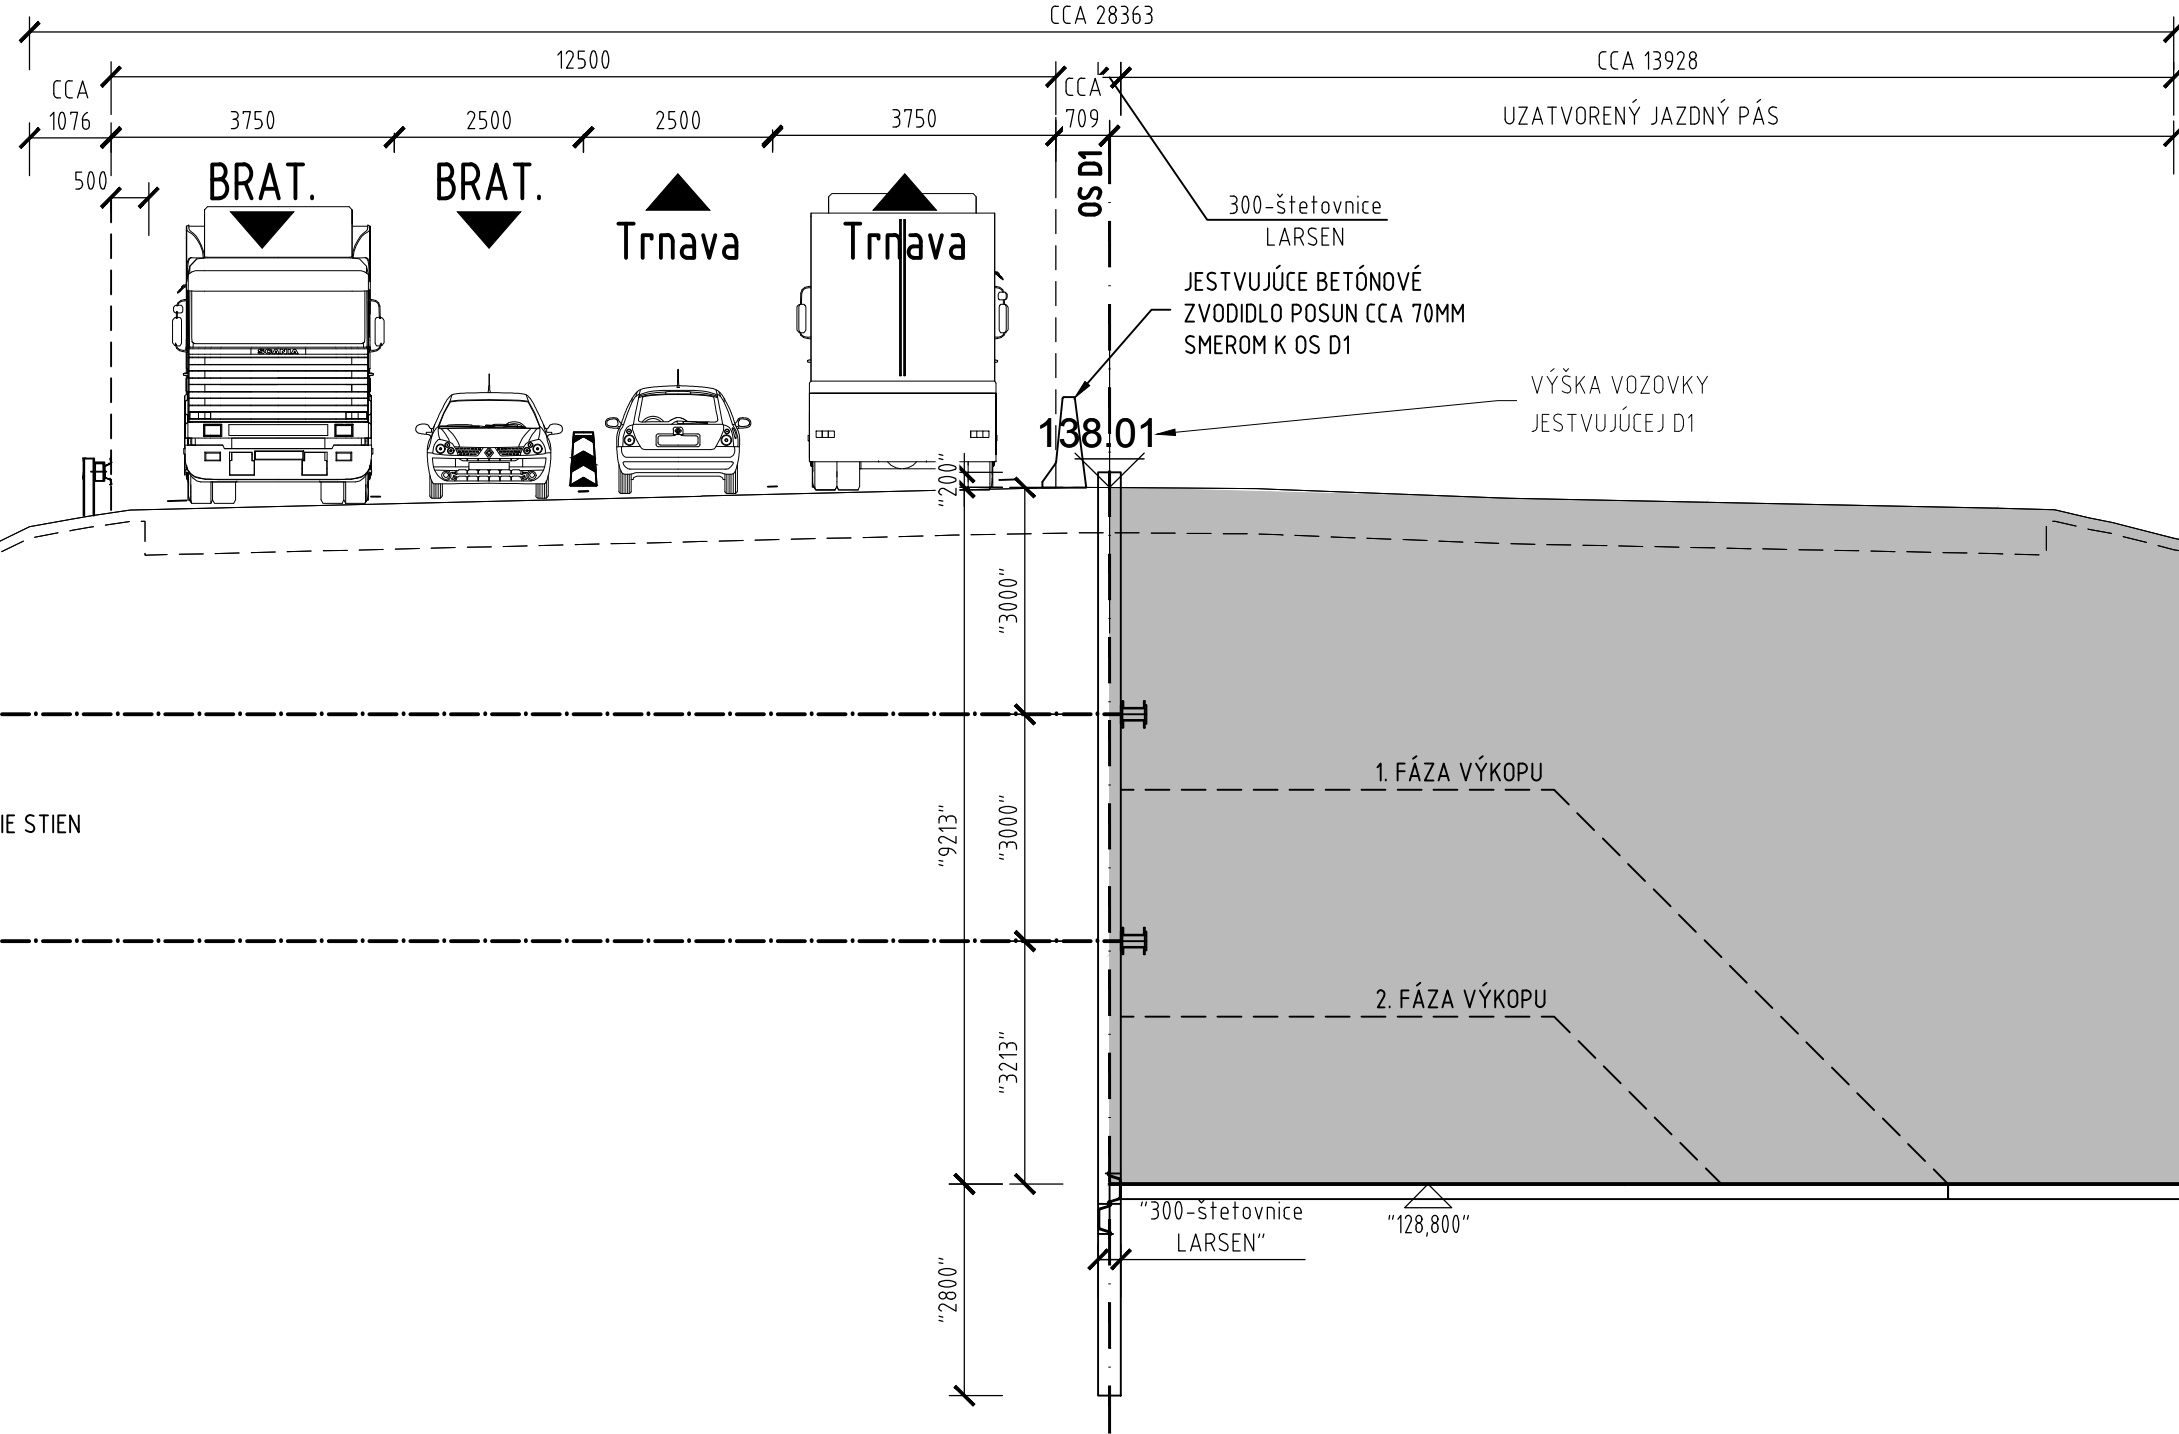 CCA 28363
12500
CCA 13928
CCA
1076
3750
2500
2500
3750
CCA
709
UZATVORENÝ JAZDNÝ PÁS
500
BRAT.
BRAT.
Trnava
Trnava
OS D1
300-štetovnice
LARSEN
JESTVUJÚCE BETÓNOVÉ
ZVODIDLO POSUN CCA 70MM
SMEROM K OS D1
SCANIA
VÝŠKA VOZOVKY
JESTVUJÚCEJ D1
138.01
"200"
"3000"
1. FÁZA VÝKOPU
IE STIEN
"9213"
"3000"
2. FÁZA VÝKOPU
"3213"
"300-štetovnice
LARSEN"
"128,800"
"2800"